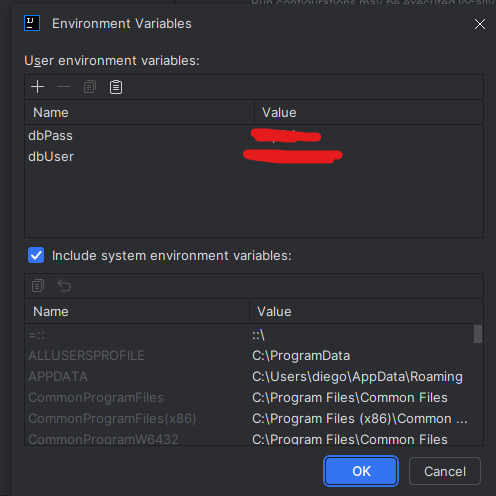 Run configurations may be executed locally
IJ
Environment Variables
User environment variables:
Name Value
dbPass
dbUser
Include system environment variables:
Name Value
=:: ::\
ALLUSERSPROFILE C:\ProgramData
APPDATA C:\Users\diego\AppData\Roaming
CommonProgramFiles C:\Program Files\Common Files
CommonProgramFiles(x86) C:\Program Files (x86)\Common ...
CommonProgramW6432 C:\Program Files\Common Files
OK Cancel